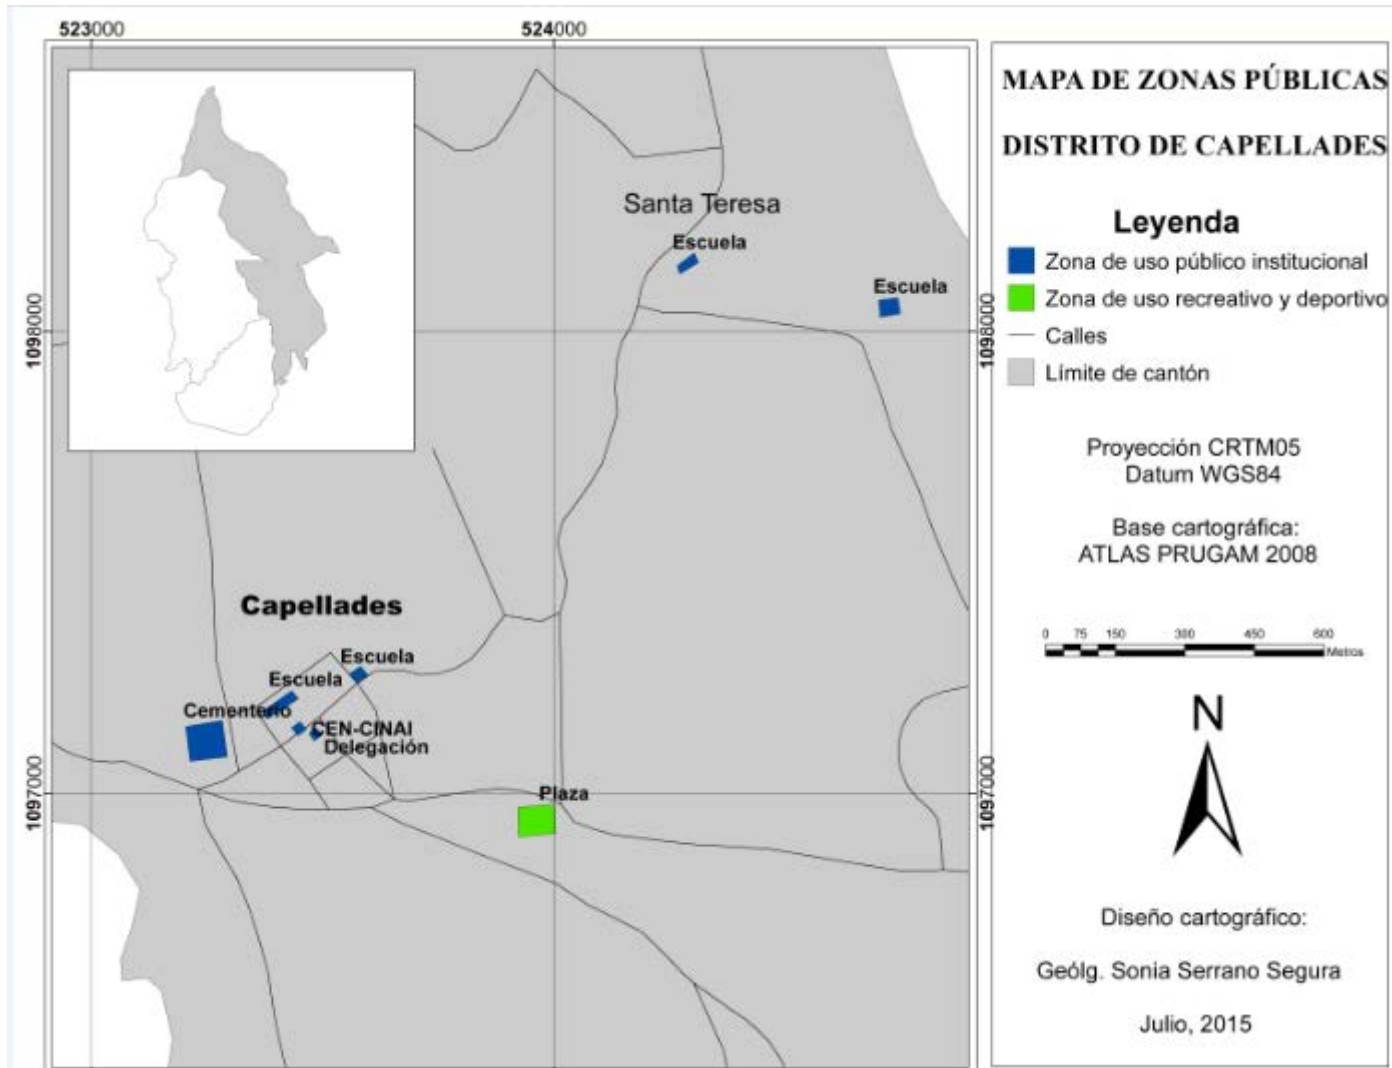 523000
524000
MAPA DE ZONAS PÚBLICAS
DISTRITO DE CAPELLADES
Leyenda
Zona de uso público institucional
Zona de uso recreativo y deportivo
Calles
Límite de cantón
Proyección CRTM05
Datum WGS84
Base cartográfica:
ATLAS PRUGAM 2008
0 75 150 300 450 600
Metros
N
Diseño cartográfico:
Geólg. Sonia Serrano Segura
Julio, 2015
Santa Teresa
Escuela
Escuela
1098000
1098000
Capellades
Escuela
Escuela
Cementerio
CEN-CINAI
Delegación
Plaza
1097000
1097000